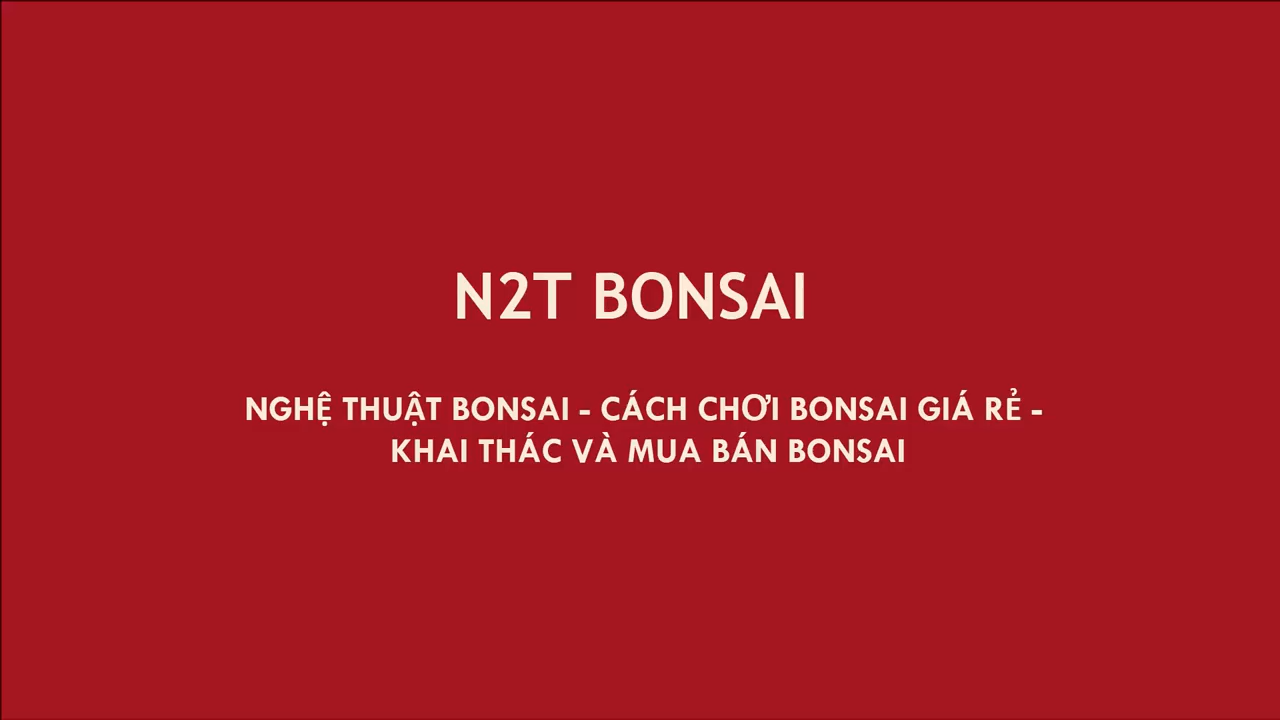 N2T BONSAI
NGHỆ THUẬT BONSAI - CÁCH CHƠI BONSAI GIÁ RẺ -
KHAI THÁC VÀ MUA BÁN BONSAI